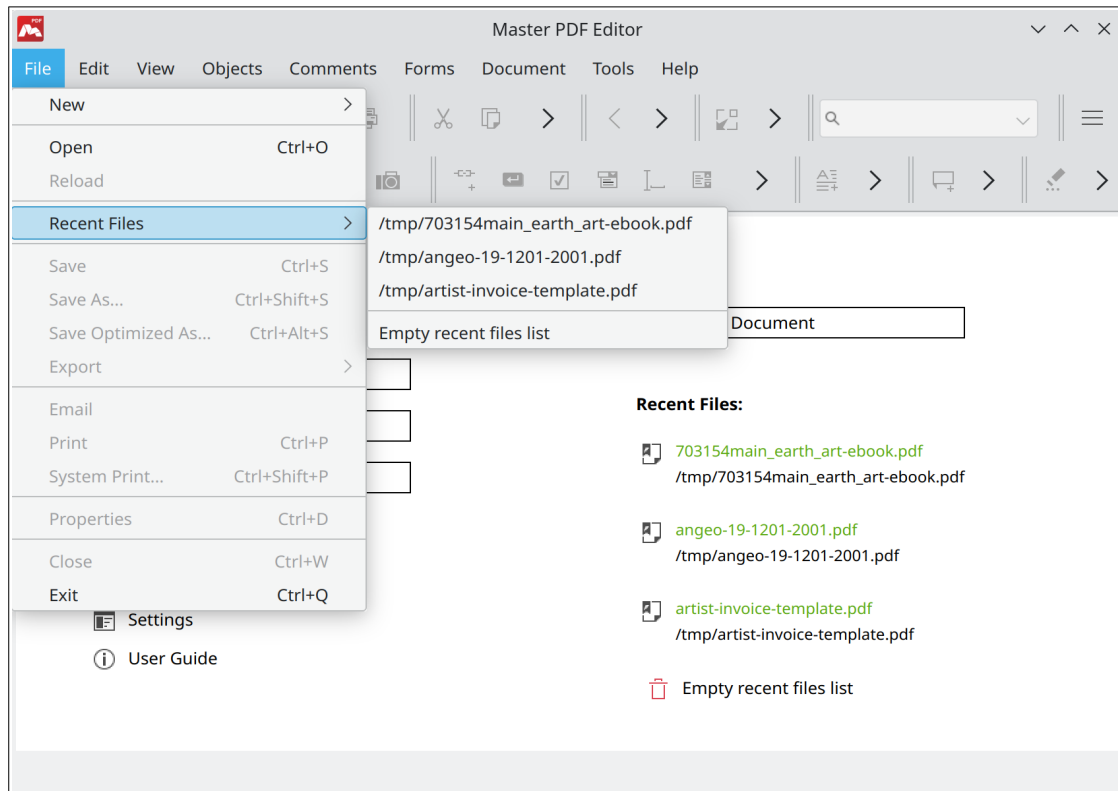 Master PDF Editor
File Edit View Objects Comments Forms Document Tools Help
New
Open Ctrl+O
Reload
Recent Files
Save Ctrl+S
Save As... Ctrl+Shift+S
Save Optimized As... Ctrl+Alt+S
Export
Email
Print Ctrl+P
System Print... Ctrl+Shift+P
Properties Ctrl+D
Close Ctrl+W
Exit Ctrl+Q
/tmp/703154main_earth_art-ebook.pdf
/tmp/angeo-19-1201-2001.pdf
/tmp/artist-invoice-template.pdf
Empty recent files list
Document
Settings
User Guide
Recent Files:
703154main_earth_art-ebook.pdf
/tmp/703154main_earth_art-ebook.pdf
angeo-19-1201-2001.pdf
/tmp/angeo-19-1201-2001.pdf
artist-invoice-template.pdf
/tmp/artist-invoice-template.pdf
Empty recent files list